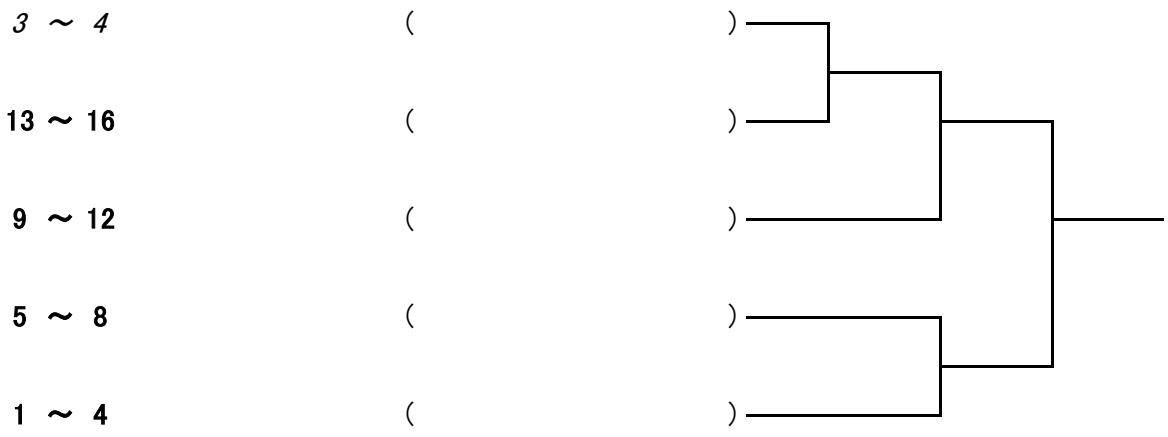 3 ～ 4 ( )
13 ～ 16 ( )
9 ～ 12 ( )
5 ～ 8 ( )
1 ～ 4 ( )